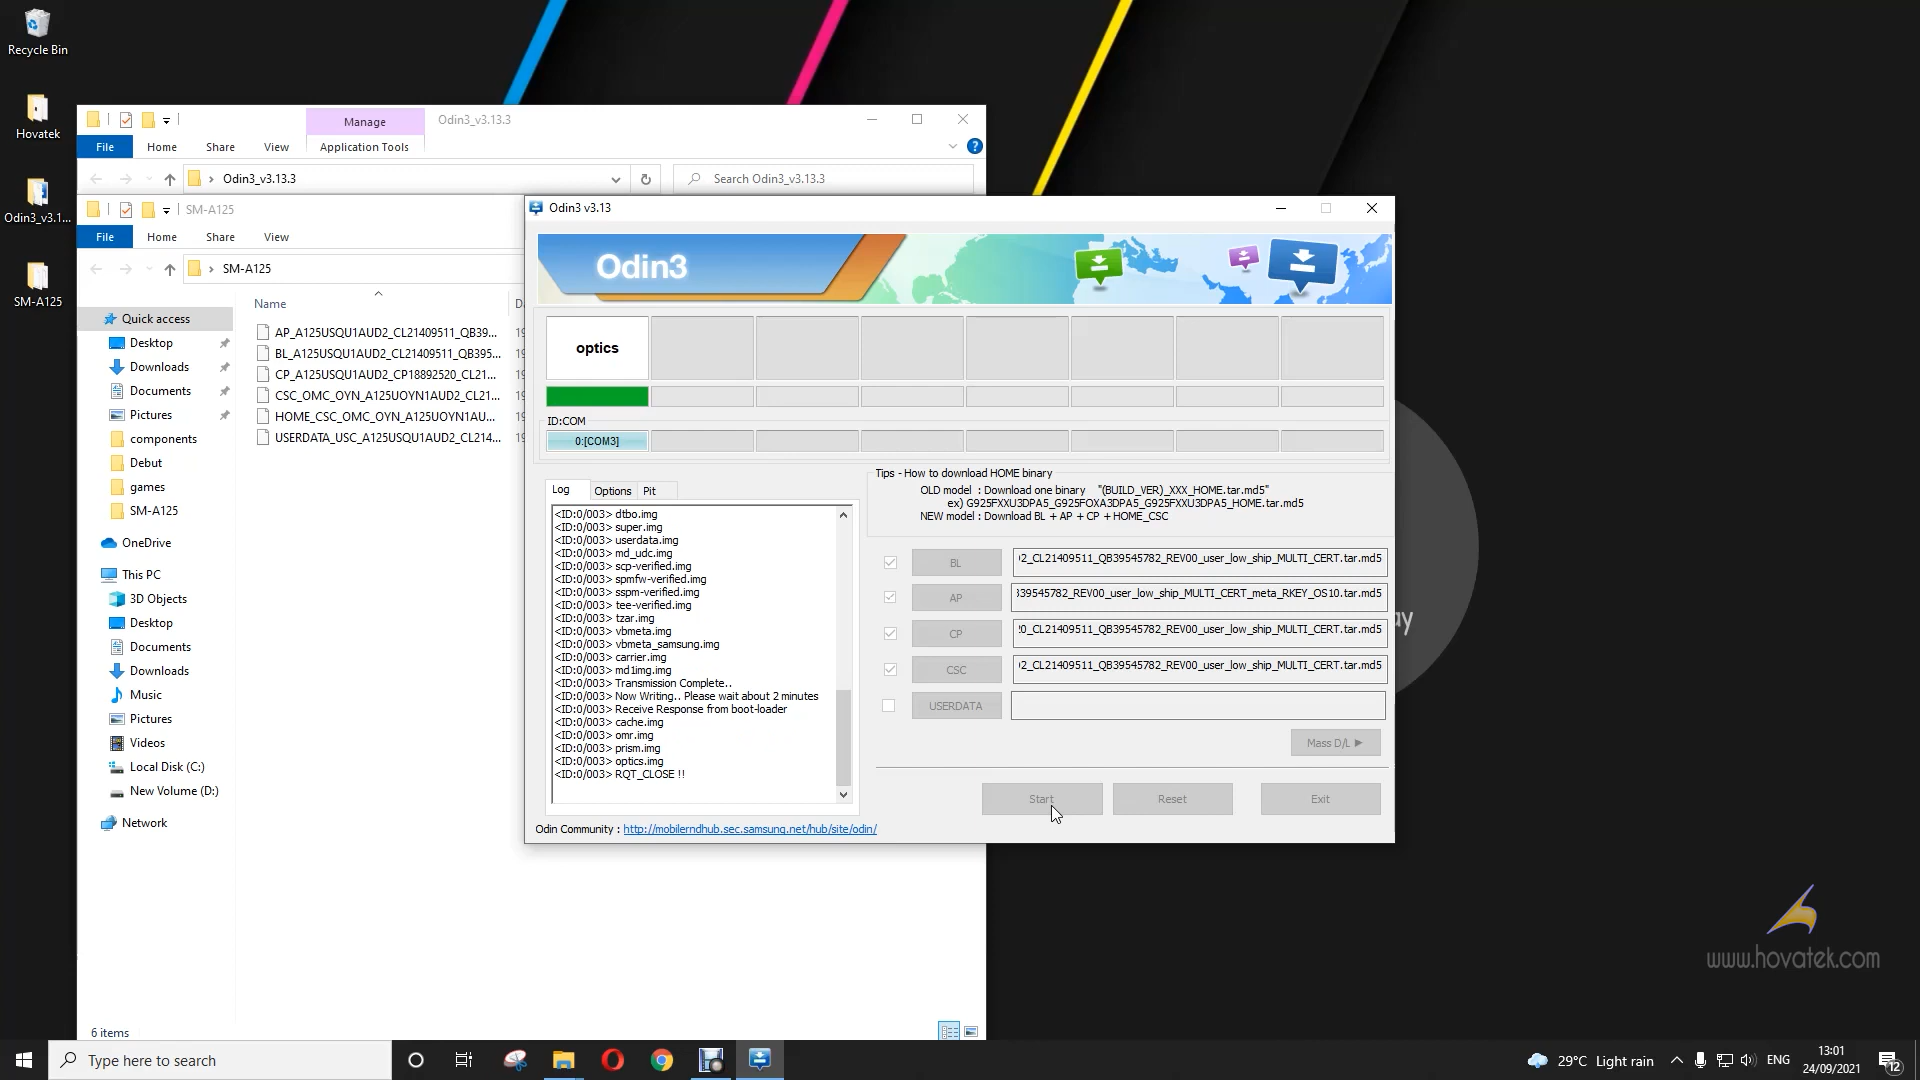 Recycle Bin
Hovatek
Odin3_v3.1...
SM-A125
Manage
Odin3_v3.13.3
File
Home
Share
View
Application Tools
Odin3_v3.13.3
Search Odin3_v3.13.3
SM-A125
File
Home
Share
View
SM-A125
Name
Quick access
Desktop
Downloads
Documents
Pictures
components
Debut
games
SM-A125
OneDrive
This PC
3D Objects
Desktop
Documents
Downloads
Music
Pictures
Videos
Local Disk (C:)
New Volume (D:)
Network
AP_A125USQU1AUD2_CL21409511_QB39...
BL_A125USQU1AUD2_CL21409511_QB395...
CP_A125USQU1AUD2_CP18892520_CL21...
CSC_OMC_OYN_A125UOYN1AUD2_CL21...
HOME_CSC_OMC_OYN_A125UOYN1AU...
USERDATA_USC_A125USQU1AUD2_CL214...
6 items
Odin3 v3.13
Odin3
optics
ID:COM
0:[COM3]
Log
Options
Pit
<ID:0/003> dtbo.img
<ID:0/003> super.img
<ID:0/003> userdata.img
<ID:0/003> md_udc.img
<ID:0/003> scp-verified.img
<ID:0/003> spmfw-verified.img
<ID:0/003> sspm-verified.img
<ID:0/003> tee-verified.img
<ID:0/003> tzar.img
<ID:0/003> vbmeta.img
<ID:0/003> vbmeta_samsung.img
<ID:0/003> carrier.img
<ID:0/003> md1img.img
<ID:0/003> Transmission Complete..
<ID:0/003> Now Writing.. Please wait about 2 minutes
<ID:0/003> Receive Response from boot-loader
<ID:0/003> cache.img
<ID:0/003> omr.img
<ID:0/003> prism.img
<ID:0/003> optics.img
<ID:0/003> RQT_CLOSE !!
Tips - How to download HOME binary
OLD model : Download one binary "(BUILD_VER)_XXX_HOME.tar.md5"
ex) G925FXXU3DPA5_G925FOXA3DPA5_G925FXXU3DPA5_HOME.tar.md5
NEW model : Download BL + AP + CP + HOME_CSC
BL
2_CL21409511_QB39545782_REV00_user_low_ship_MULTI_CERT.tar.md5
AP
39545782_REV00_user_low_ship_MULTI_CERT_meta_RKEY_OS10.tar.md5
CP
0_CL21409511_QB39545782_REV00_user_low_ship_MULTI_CERT.tar.md5
CSC
2_CL21409511_QB39545782_REV00_user_low_ship_MULTI_CERT.tar.md5
USERDATA
Mass D/L
Start
Reset
Exit
Odin Community : http://mobilerndhub.sec.samsung.net/hub/site/odin/
www.hovatek.com
Type here to search
29°C Light rain
ENG
13:01
24/09/2021
12